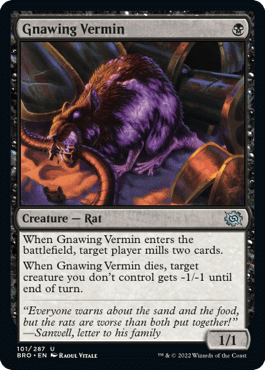 Gnawing Vermin
Creature — Rat
When Gnawing Vermin enters the
battlefield, target player mills two cards.
When Gnawing Vermin dies, target
creature you don't control gets -1/-1 until
end of turn.
"Everyone warns about the sand and the food,
but the rats are worse than both put together!"
—Sanwell, letter to his family
1/1
101/287 U
BRO • EN Raoul Vitale
™ & © 2022 Wizards of the Coast